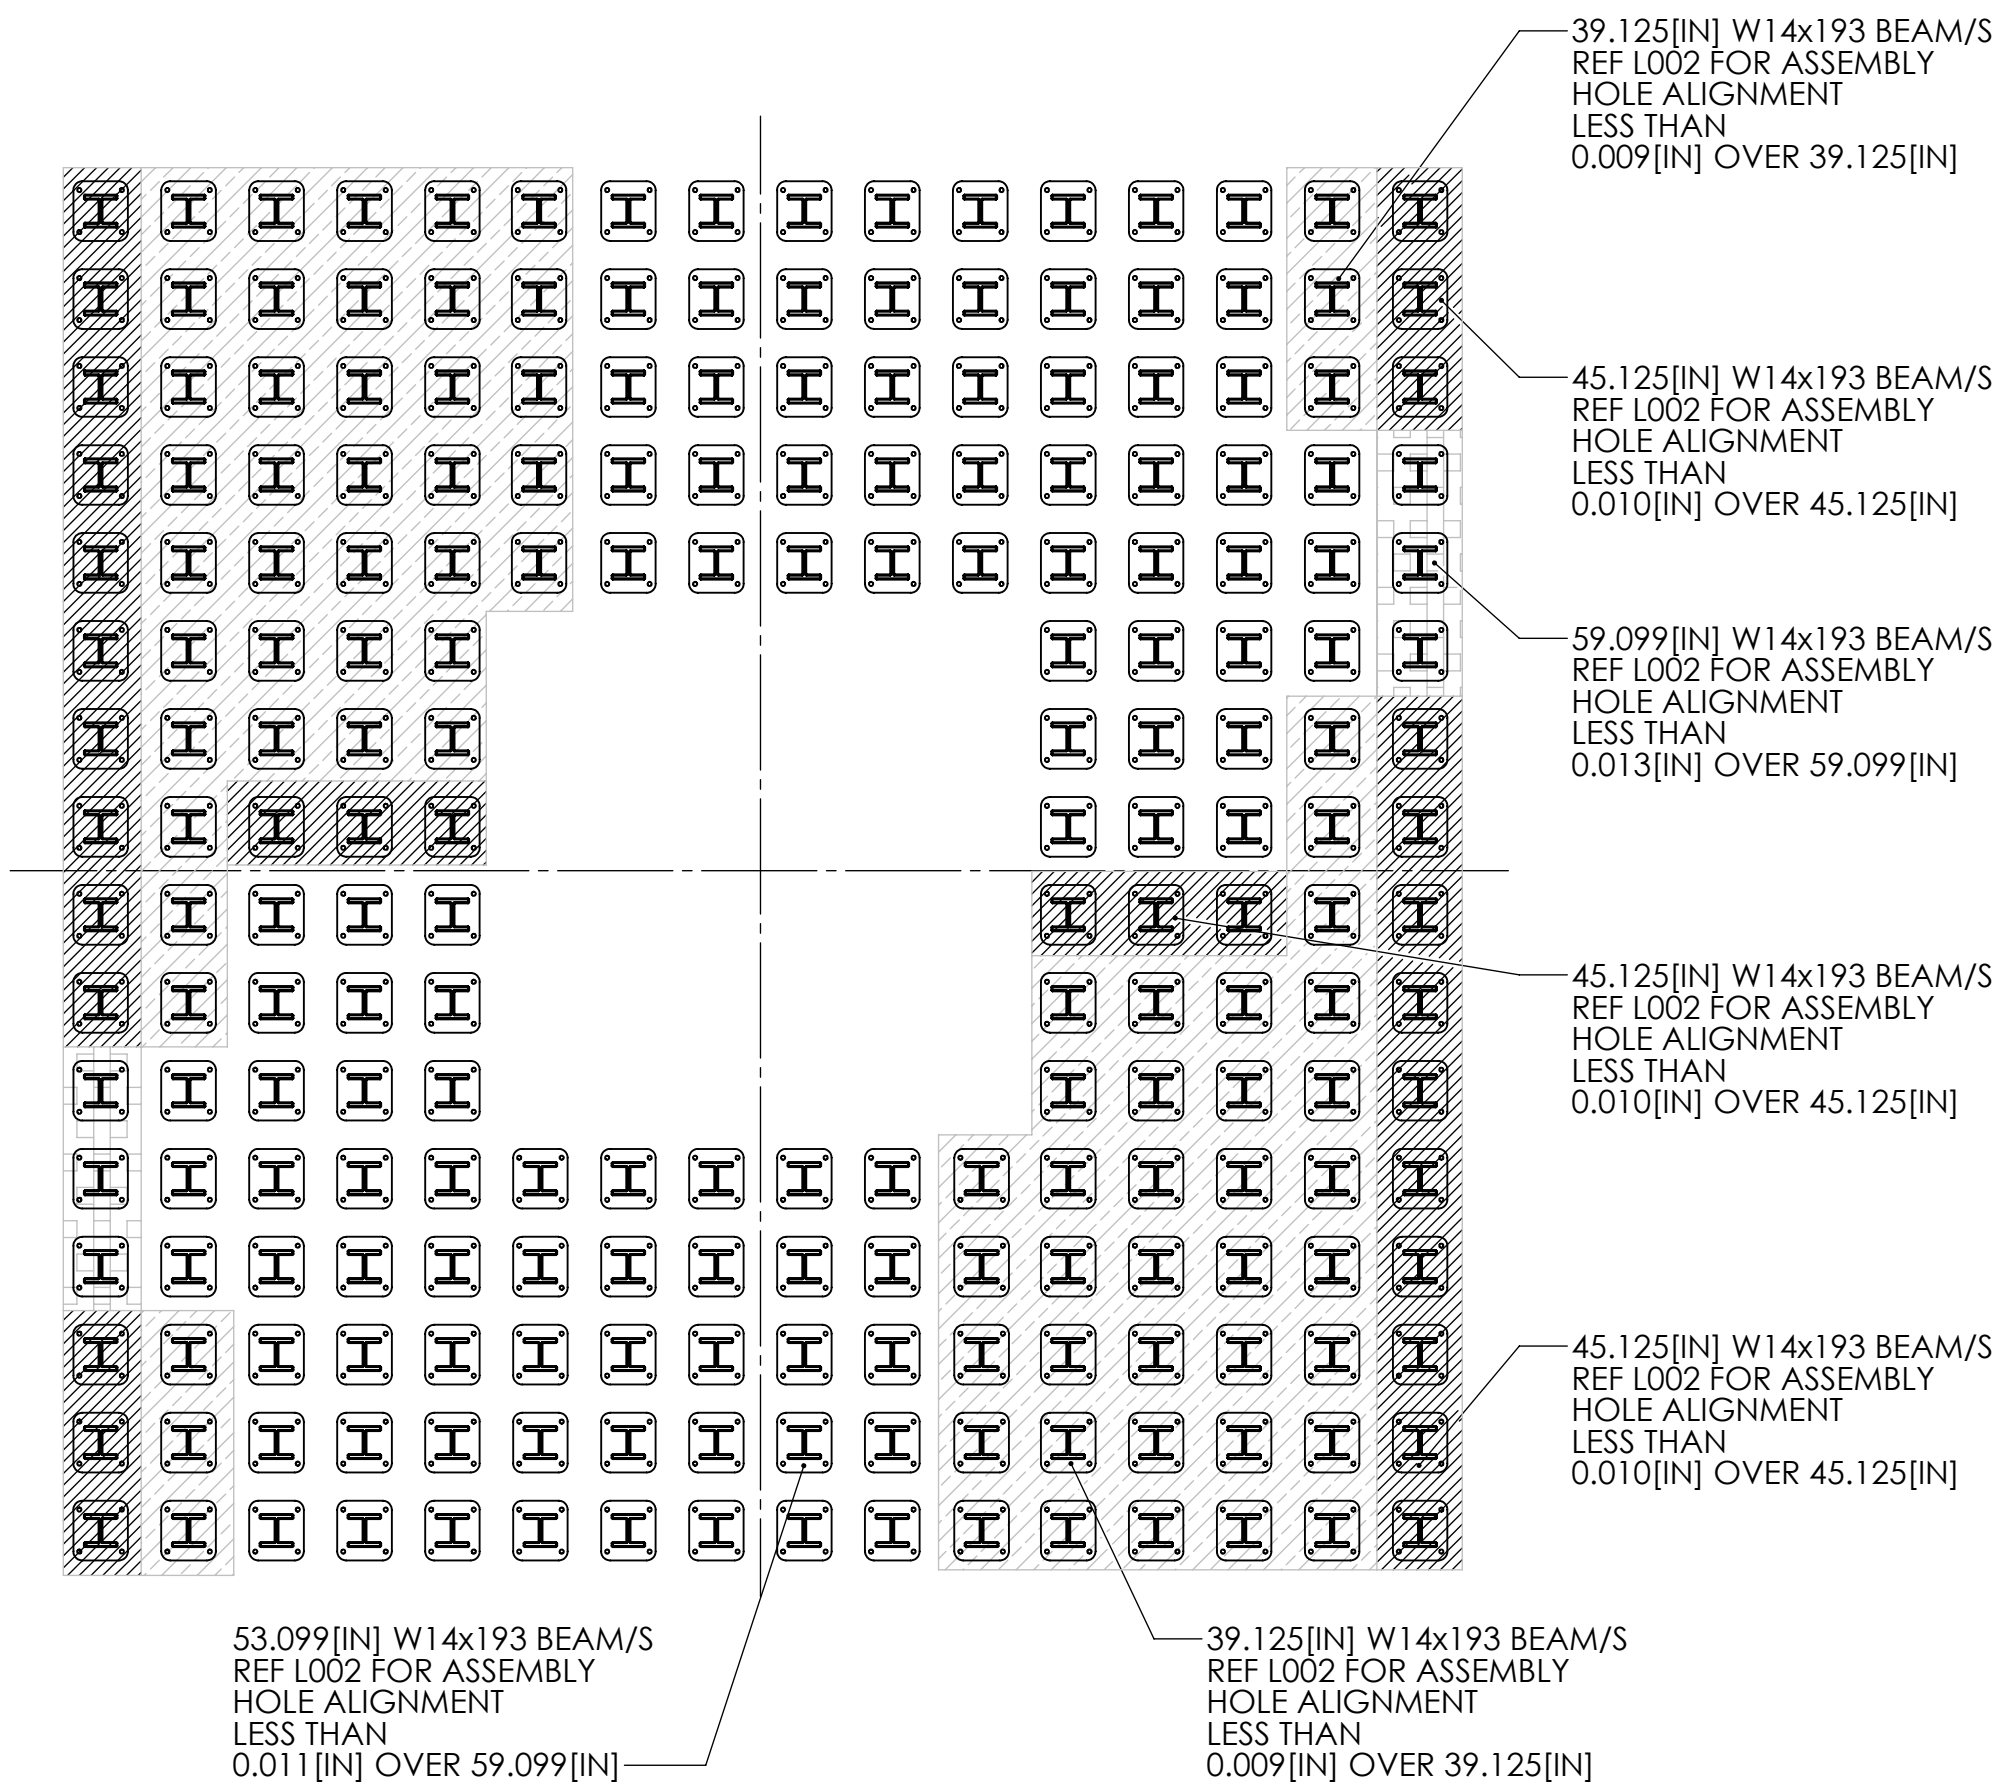 39.125[IN] W14x193 BEAM/S
REF L002 FOR ASSEMBLY
HOLE ALIGNMENT
LESS THAN
0.009[IN] OVER 39.125[IN]
45.125[IN] W14x193 BEAM/S
REF L002 FOR ASSEMBLY
HOLE ALIGNMENT
LESS THAN
0.010[IN] OVER 45.125[IN]
59.099[IN] W14x193 BEAM/S
REF L002 FOR ASSEMBLY
HOLE ALIGNMENT
LESS THAN
0.013[IN] OVER 59.099[IN]
45.125[IN] W14x193 BEAM/S
REF L002 FOR ASSEMBLY
HOLE ALIGNMENT
LESS THAN
0.010[IN] OVER 45.125[IN]
45.125[IN] W14x193 BEAM/S
REF L002 FOR ASSEMBLY
HOLE ALIGNMENT
LESS THAN
0.010[IN] OVER 45.125[IN]
53.099[IN] W14x193 BEAM/S
REF L002 FOR ASSEMBLY
HOLE ALIGNMENT
LESS THAN
0.011[IN] OVER 59.099[IN]
39.125[IN] W14x193 BEAM/S
REF L002 FOR ASSEMBLY
HOLE ALIGNMENT
LESS THAN
0.009[IN] OVER 39.125[IN]